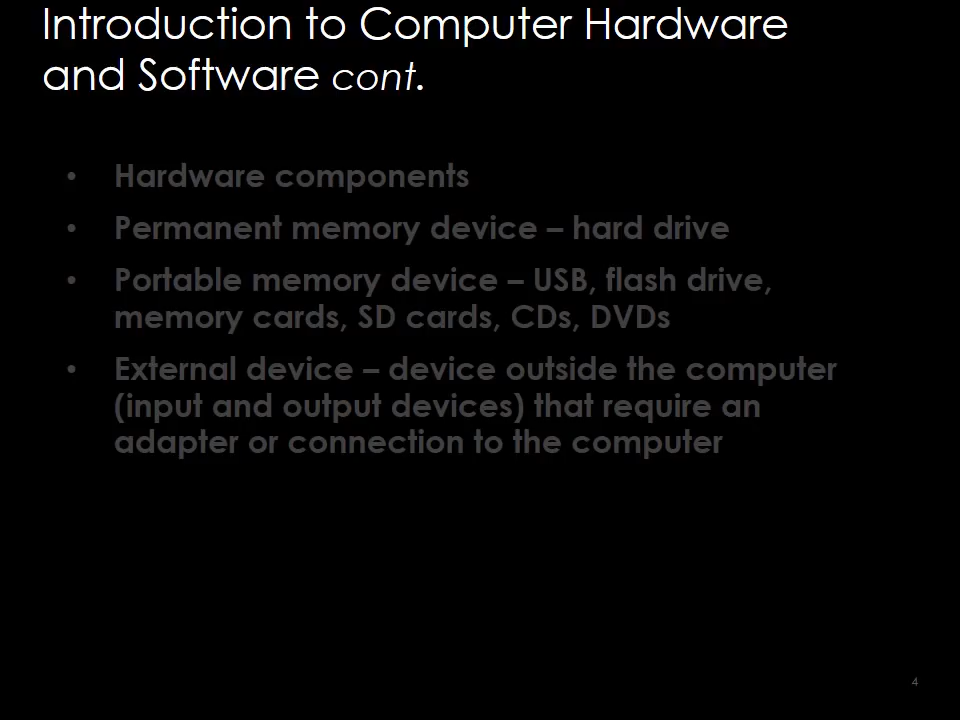 Introduction to Computer Hardware
and Software cont.
• Hardware components
• Permanent memory device – hard drive
• Portable memory device – USB, flash drive,
memory cards, SD cards, CDs, DVDs
• External device – device outside the computer
(input and output devices) that require an
adapter or connection to the computer
4